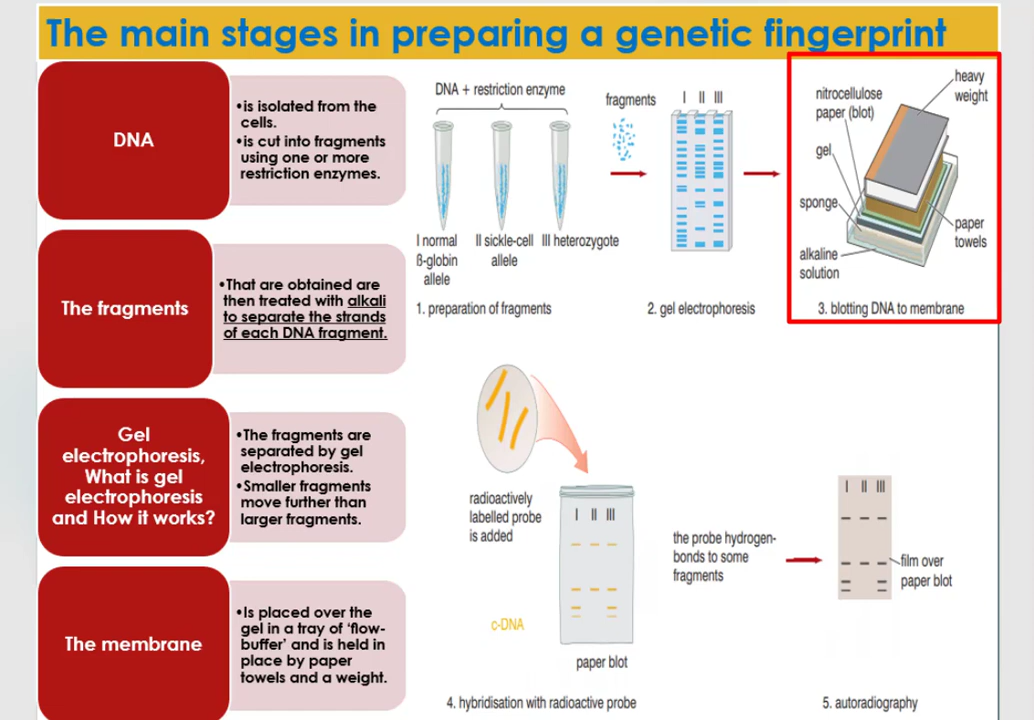 The main stages in preparing a genetic fingerprint
DNA
•is isolated from the
cells.
•is cut into fragments
using one or more
restriction enzymes.
The fragments
•That are obtained are
then treated with alkali
to separate the strands
of each DNA fragment.
Gel
electrophoresis,
What is gel
electrophoresis
and How it works?
•The fragments are
separated by gel
electrophoresis.
•Smaller fragments
move further than
larger fragments.
The membrane
•Is placed over the
gel in a tray of ‘flow-
buffer’ and is held in
place by paper
towels and a weight.
DNA + restriction enzyme
I normal
ß-globin
allele
II sickle-cell
allele
III heterozygote
1. preparation of fragments
fragments
I II III
2. gel electrophoresis
heavy
weight
nitrocellulose
paper (blot)
gel
sponge
alkaline
solution
paper
towels
3. blotting DNA to membrane
radioactively
labelled probe
is added
I II III
c-DNA
paper blot
4. hybridisation with radioactive probe
the probe hydrogen-
bonds to some
fragments
I II III
film over
paper blot
5. autoradiography